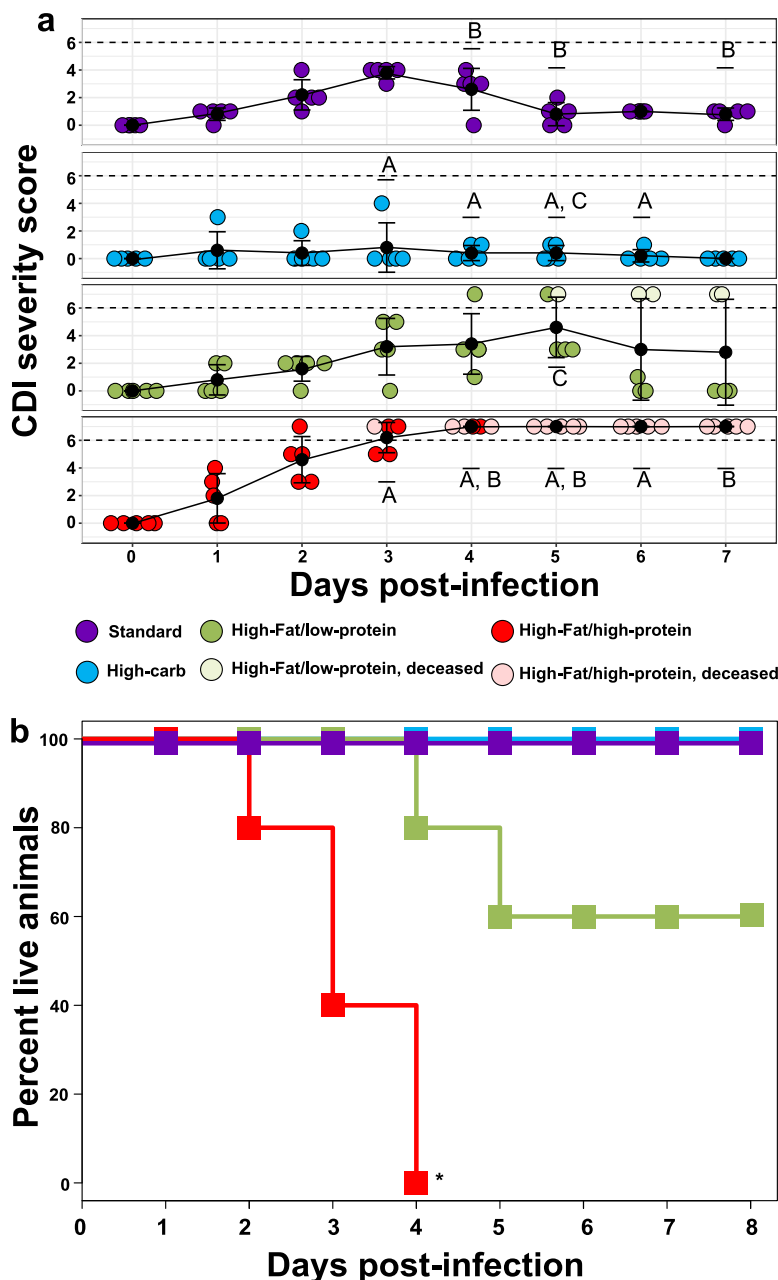 a
CDI severity score
6
4
2
0
B
B
B
6
4
2
0
A
A
A, C
A
6
4
2
0
C
6
4
2
0
A
A, B
A, B
A
B
0
1
2
3
4
5
6
7
Days post-infection
Standard
High-Fat/low-protein
High-Fat/high-protein
High-carb
High-Fat/low-protein, deceased
High-Fat/high-protein, deceased
b
Percent live animals
100
80
60
40
20
0
*
0
1
2
3
4
5
6
7
8
Days post-infection